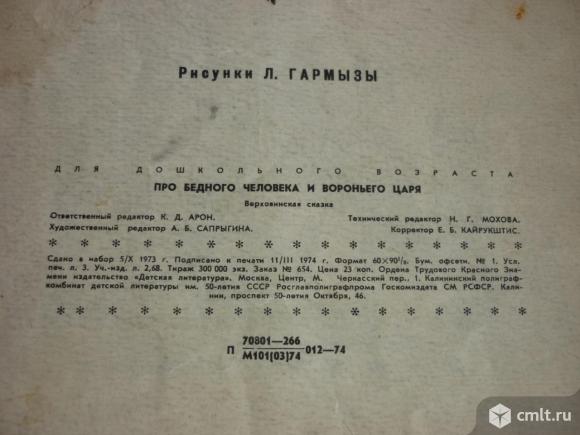 Рисунки Л. ГАРМЫЗЫ
ДЛЯ ДОШКОЛЬНОГО ВОЗРАСТА
ПРО БЕДНОГО ЧЕЛОВЕКА И ВОРОНЬЕГО ЦАРЯ
Верховинская сказка
Ответственный редактор К. Д. АРОН. Технический редактор Н. Г. МОХОВА.
Художественный редактор А. Б. САПРЫГИНА. Корректор Е. Б. КАЙРУКШТИС.
* * * * * * * * * * * * * * * * * * * *
Сдано в набор 5/X 1973 г. Подписано к печати 11/III 1974 г. Формат 60×90¹/₈. Бум. офсетн. № 1. Усл.
печ. л. 3. Уч.-изд. л. 2,68. Тираж 300 000 экз. Заказ № 654. Цена 23 коп. Ордена Трудового Красного Зна-
мени издательство «Детская литература». Москва, Центр, М. Черкасский пер., 1. Калининский полиграф-
комбинат детской литературы им. 50-летия СССР Росглавполиграфпрома Госкомиздата СМ РСФСР. Кали-
нин, проспект 50-летия Октября, 46.
* * * * * * * * * * * * * * * * * * * *
П 70801—266 012—74
М101(03)74
cmlt.ru